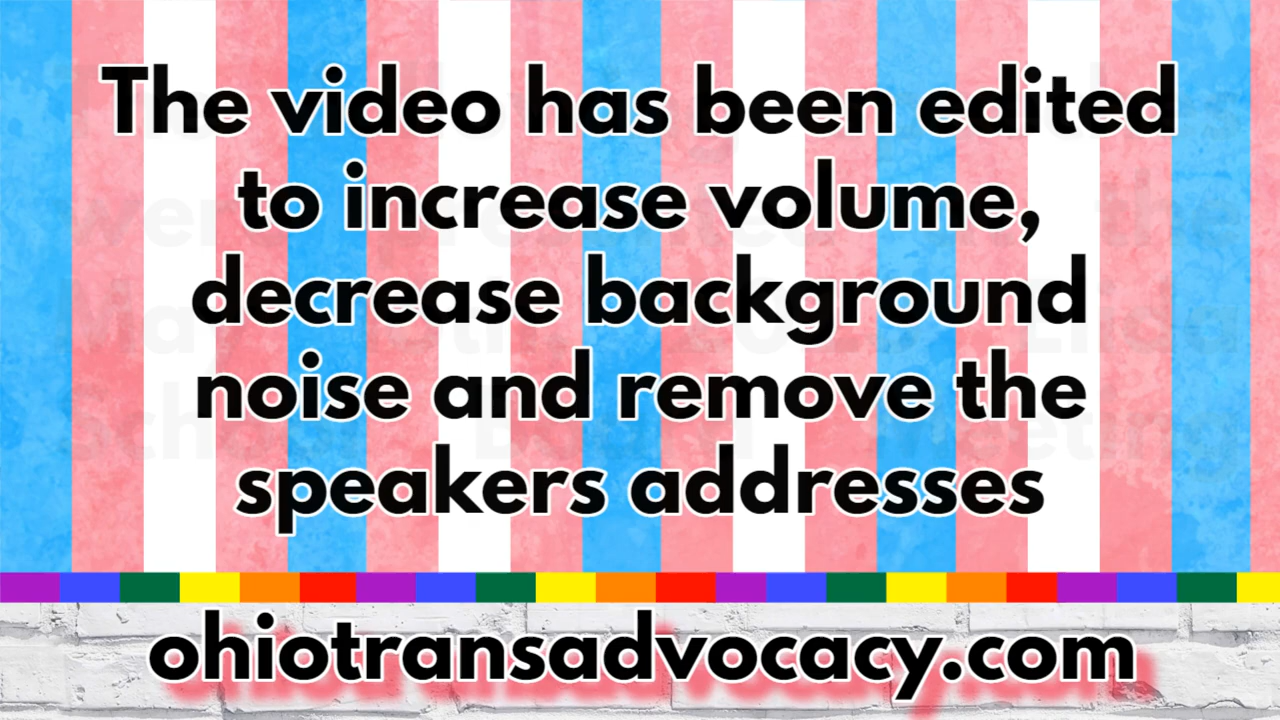 The video has been edited
to increase volume,
decrease background
noise and remove the
speakers addresses
ohiotransadvocacy.com